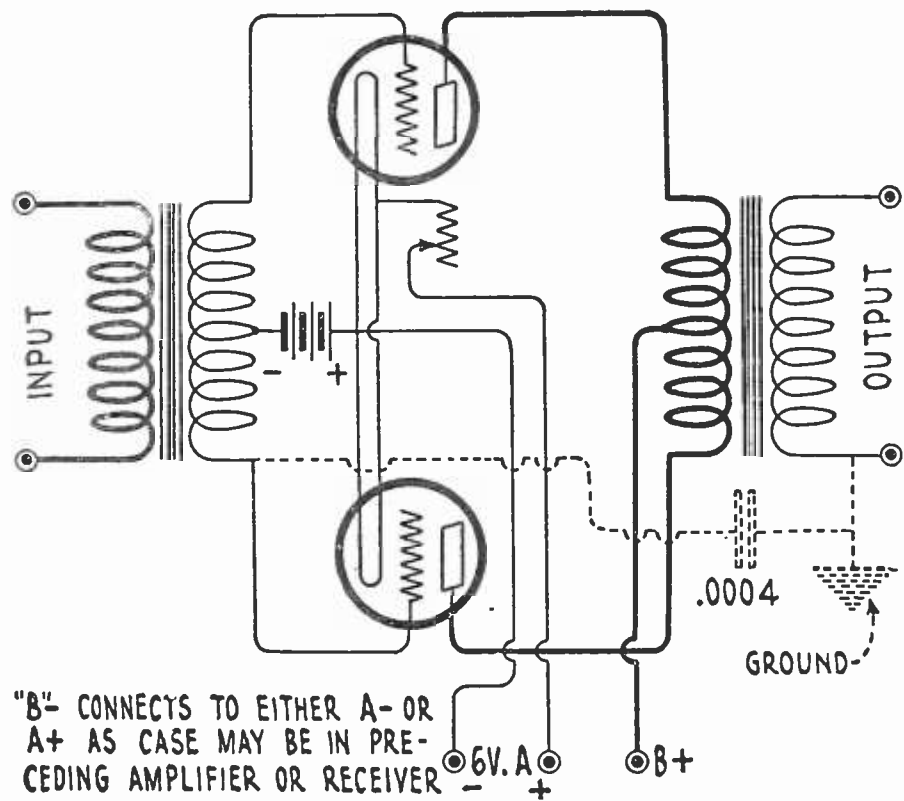 INPUT
- +
OUTPUT
.0004
GROUND
"B"- CONNECTS TO EITHER A- OR
A+ AS CASE MAY BE IN PRE-
CEDING AMPLIFIER OR RECEIVER
6V. A
- +
B+